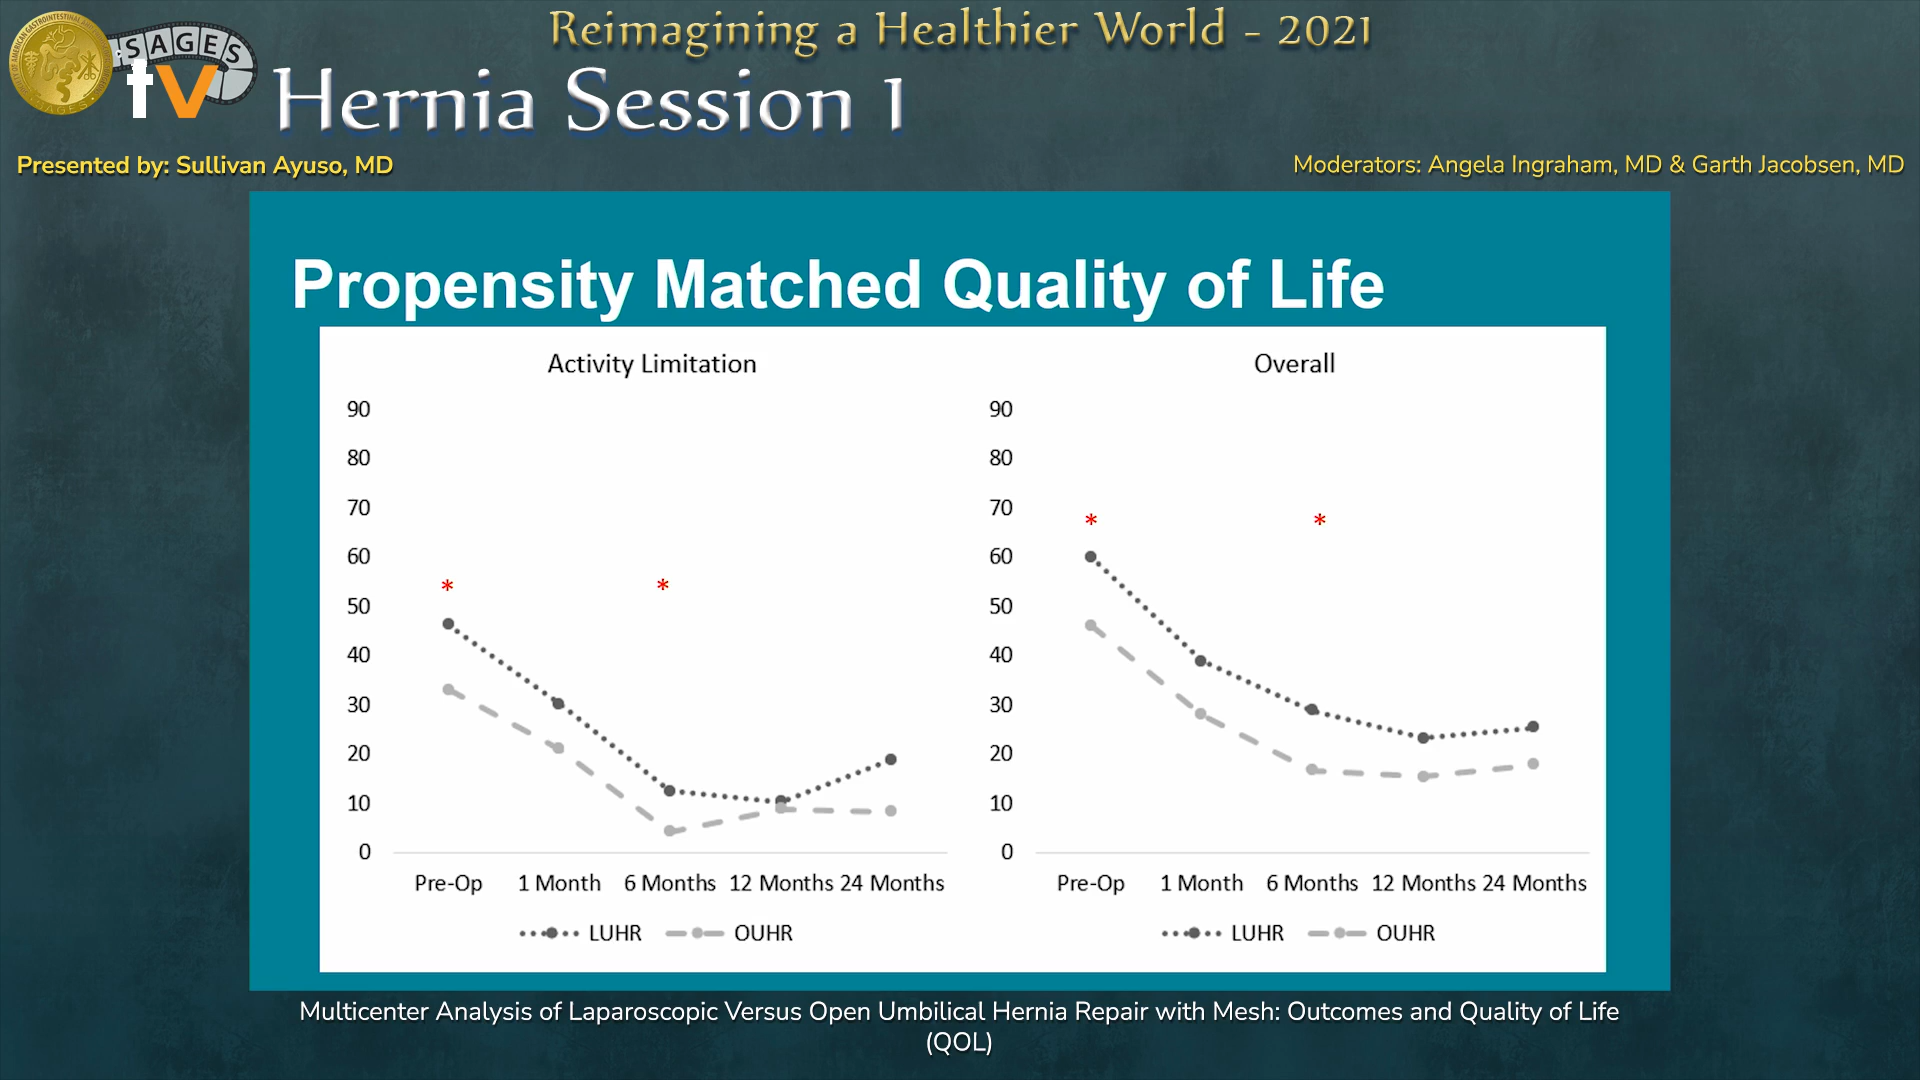 Reimagining a Healthier World - 2021
SAGES
tv
SAGES
Hernia Session 1
Presented by: Sullivan Ayuso, MD
Moderators: Angela Ingraham, MD & Garth Jacobsen, MD
Propensity Matched Quality of Life
Activity Limitation
90
80
70
60
50
40
30
20
10
0
* *
Pre-Op 1 Month 6 Months 12 Months 24 Months
LUHR OUHR
Overall
90
80
70
60
50
40
30
20
10
0
* *
Pre-Op 1 Month 6 Months 12 Months 24 Months
LUHR OUHR
Multicenter Analysis of Laparoscopic Versus Open Umbilical Hernia Repair with Mesh: Outcomes and Quality of Life
(QOL)